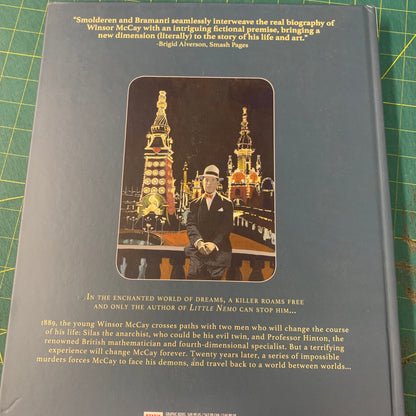 "Smolderen and Bramanti seamlessly interweave the real biography of
Winsor McCay with an intriguing fictional premise, bringing a
new dimension (literally) to the story of his life and art."
-Brigid Alverson, Smash Pages
In the enchanted world of dreams, a killer roams free
and only the author of Little Nemo can stop him...
1889, the young Winsor McCay crosses paths with two men who will change the
course of his life: Silas the anarchist, who could be his evil twin, and Professor Hinton, the
renowned British mathematician and fourth-dimensional specialist. But a terrifying
experience will change McCay forever. Twenty years later, a series of impossible
murders forces McCay to face his demons, and travel back to a world between worlds...